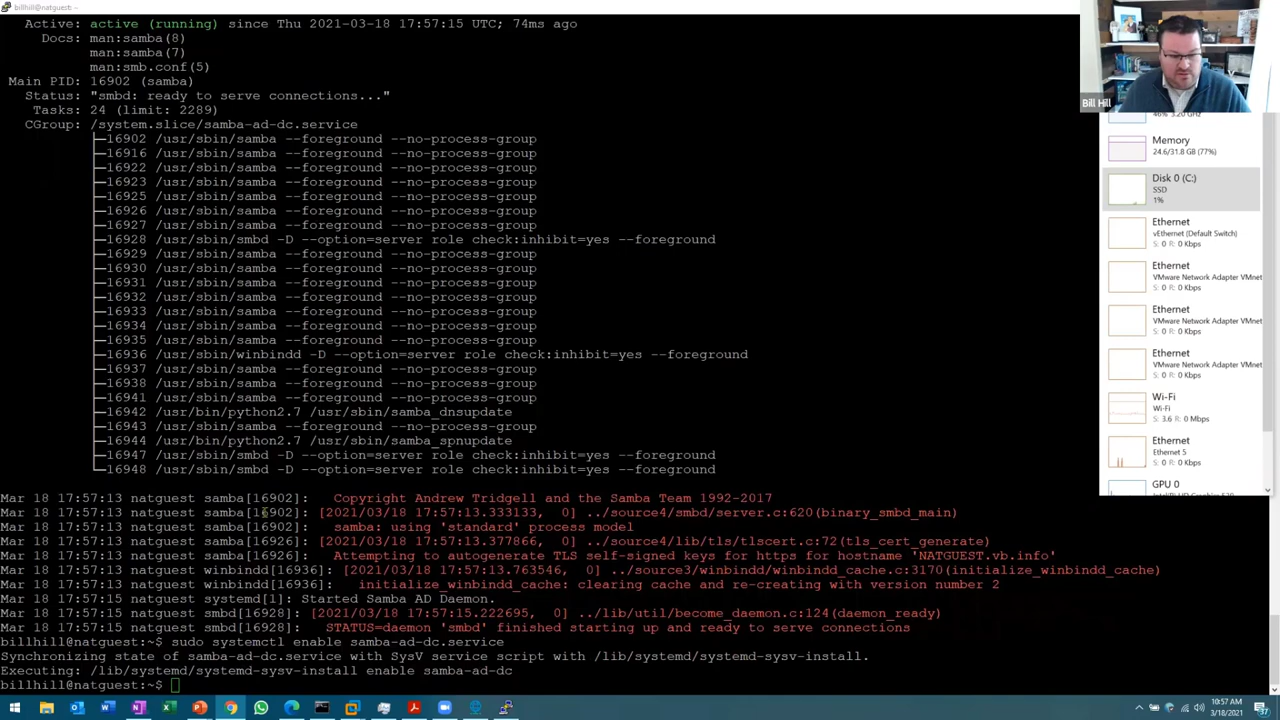 billhill@natguest: ~
Active: active (running) since Thu 2021-03-18 17:57:15 UTC; 74ms ago
Docs: man:samba(8)
man:samba(7)
man:smb.conf(5)
Main PID: 16902 (samba)
Status: "smbd: ready to serve connections..."
Tasks: 24 (limit: 2289)
CGroup: /system.slice/samba-ad-dc.service
├─16902 /usr/sbin/samba --foreground --no-process-group
├─16916 /usr/sbin/samba --foreground --no-process-group
├─16922 /usr/sbin/samba --foreground --no-process-group
├─16923 /usr/sbin/samba --foreground --no-process-group
├─16925 /usr/sbin/samba --foreground --no-process-group
├─16926 /usr/sbin/samba --foreground --no-process-group
├─16927 /usr/sbin/samba --foreground --no-process-group
├─16928 /usr/sbin/smbd -D --option=server role check:inhibit=yes --foreground
├─16929 /usr/sbin/samba --foreground --no-process-group
├─16930 /usr/sbin/samba --foreground --no-process-group
├─16931 /usr/sbin/samba --foreground --no-process-group
├─16932 /usr/sbin/samba --foreground --no-process-group
├─16933 /usr/sbin/samba --foreground --no-process-group
├─16934 /usr/sbin/samba --foreground --no-process-group
├─16935 /usr/sbin/samba --foreground --no-process-group
├─16936 /usr/sbin/winbindd -D --option=server role check:inhibit=yes --foreground
├─16937 /usr/sbin/samba --foreground --no-process-group
├─16938 /usr/sbin/samba --foreground --no-process-group
├─16941 /usr/sbin/samba --foreground --no-process-group
├─16942 /usr/bin/python2.7 /usr/sbin/samba_dnsupdate
├─16943 /usr/sbin/samba --foreground --no-process-group
├─16944 /usr/bin/python2.7 /usr/sbin/samba_spnupdate
├─16947 /usr/sbin/smbd -D --option=server role check:inhibit=yes --foreground
└─16948 /usr/sbin/smbd -D --option=server role check:inhibit=yes --foreground
Mar 18 17:57:13 natguest samba[16902]: Copyright Andrew Tridgell and the Samba Team 1992-2017
Mar 18 17:57:13 natguest samba[16902]: [2021/03/18 17:57:13.333133, 0] ../source4/smbd/server.c:620(binary_smbd_main)
Mar 18 17:57:13 natguest samba[16902]: samba: using 'standard' process model
Mar 18 17:57:13 natguest samba[16926]: [2021/03/18 17:57:13.377866, 0] ../source4/lib/tls/tlscert.c:72(tls_cert_generate)
Mar 18 17:57:13 natguest samba[16926]: Attempting to autogenerate TLS self-signed keys for https for hostname 'NATGUEST.vb.info'
Mar 18 17:57:13 natguest winbindd[16936]: [2021/03/18 17:57:13.763546, 0] ../source3/winbindd/winbindd_cache.c:3170(initialize_winbindd_cache)
Mar 18 17:57:13 natguest winbindd[16936]: initialize_winbindd_cache: clearing cache and re-creating with version number 2
Mar 18 17:57:15 natguest systemd[1]: Started Samba AD Daemon.
Mar 18 17:57:15 natguest smbd[16928]: [2021/03/18 17:57:15.222695, 0] ../lib/util/become_daemon.c:124(daemon_ready)
Mar 18 17:57:15 natguest smbd[16928]: STATUS=daemon 'smbd' finished starting up and ready to serve connections
billhill@natguest:~$ sudo systemctl enable samba-ad-dc.service
Synchronizing state of samba-ad-dc.service with SysV service script with /lib/systemd/systemd-sysv-install.
Executing: /lib/systemd/systemd-sysv-install enable samba-ad-dc
billhill@natguest:~$
Bill Hill
46% 3.20 GHz
Memory
24.6/31.8 GB (77%)
Disk 0 (C:)
SSD
1%
Ethernet
vEthernet (Default Switch)
S: 0 R: 0 Kbps
Ethernet
VMware Network Adapter VMnet
S: 0 R: 0 Kbps
Ethernet
VMware Network Adapter VMnet
S: 0 R: 0 Kbps
Ethernet
VMware Network Adapter VMnet
S: 0 R: 0 Kbps
Wi-Fi
Wi-Fi
S: 3.6 R: 0 Mbps
Ethernet
Ethernet 5
S: 0 R: 0 Kbps
GPU 0
10:57 AM
3/18/2021
37